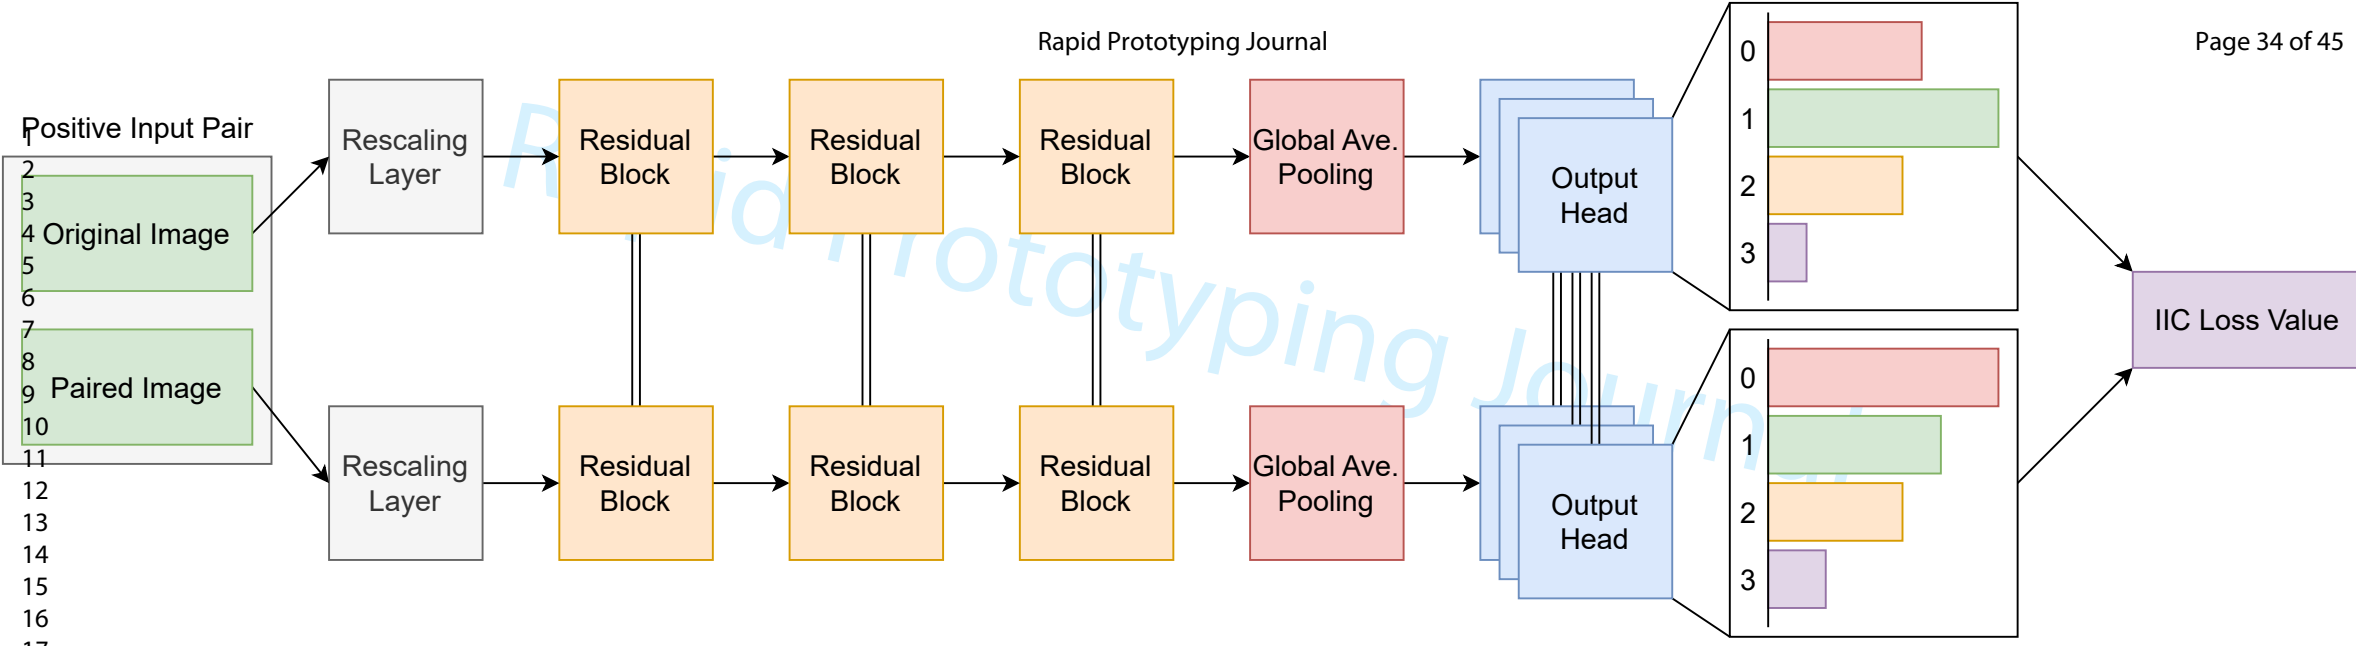 Rapid Prototyping Journal
Page 34 of 45
Positive Input Pair
Original Image
Paired Image
Rescaling
Layer
Residual
Block
Residual
Block
Residual
Block
Global Ave.
Pooling
Output
Head
0
1
2
3
Rescaling
Layer
Residual
Block
Residual
Block
Residual
Block
Global Ave.
Pooling
Output
Head
0
1
2
3
IIC Loss Value
1
2
3
4
5
6
7
8
9
10
11
12
13
14
15
16
17
Rapid Prototyping Journal